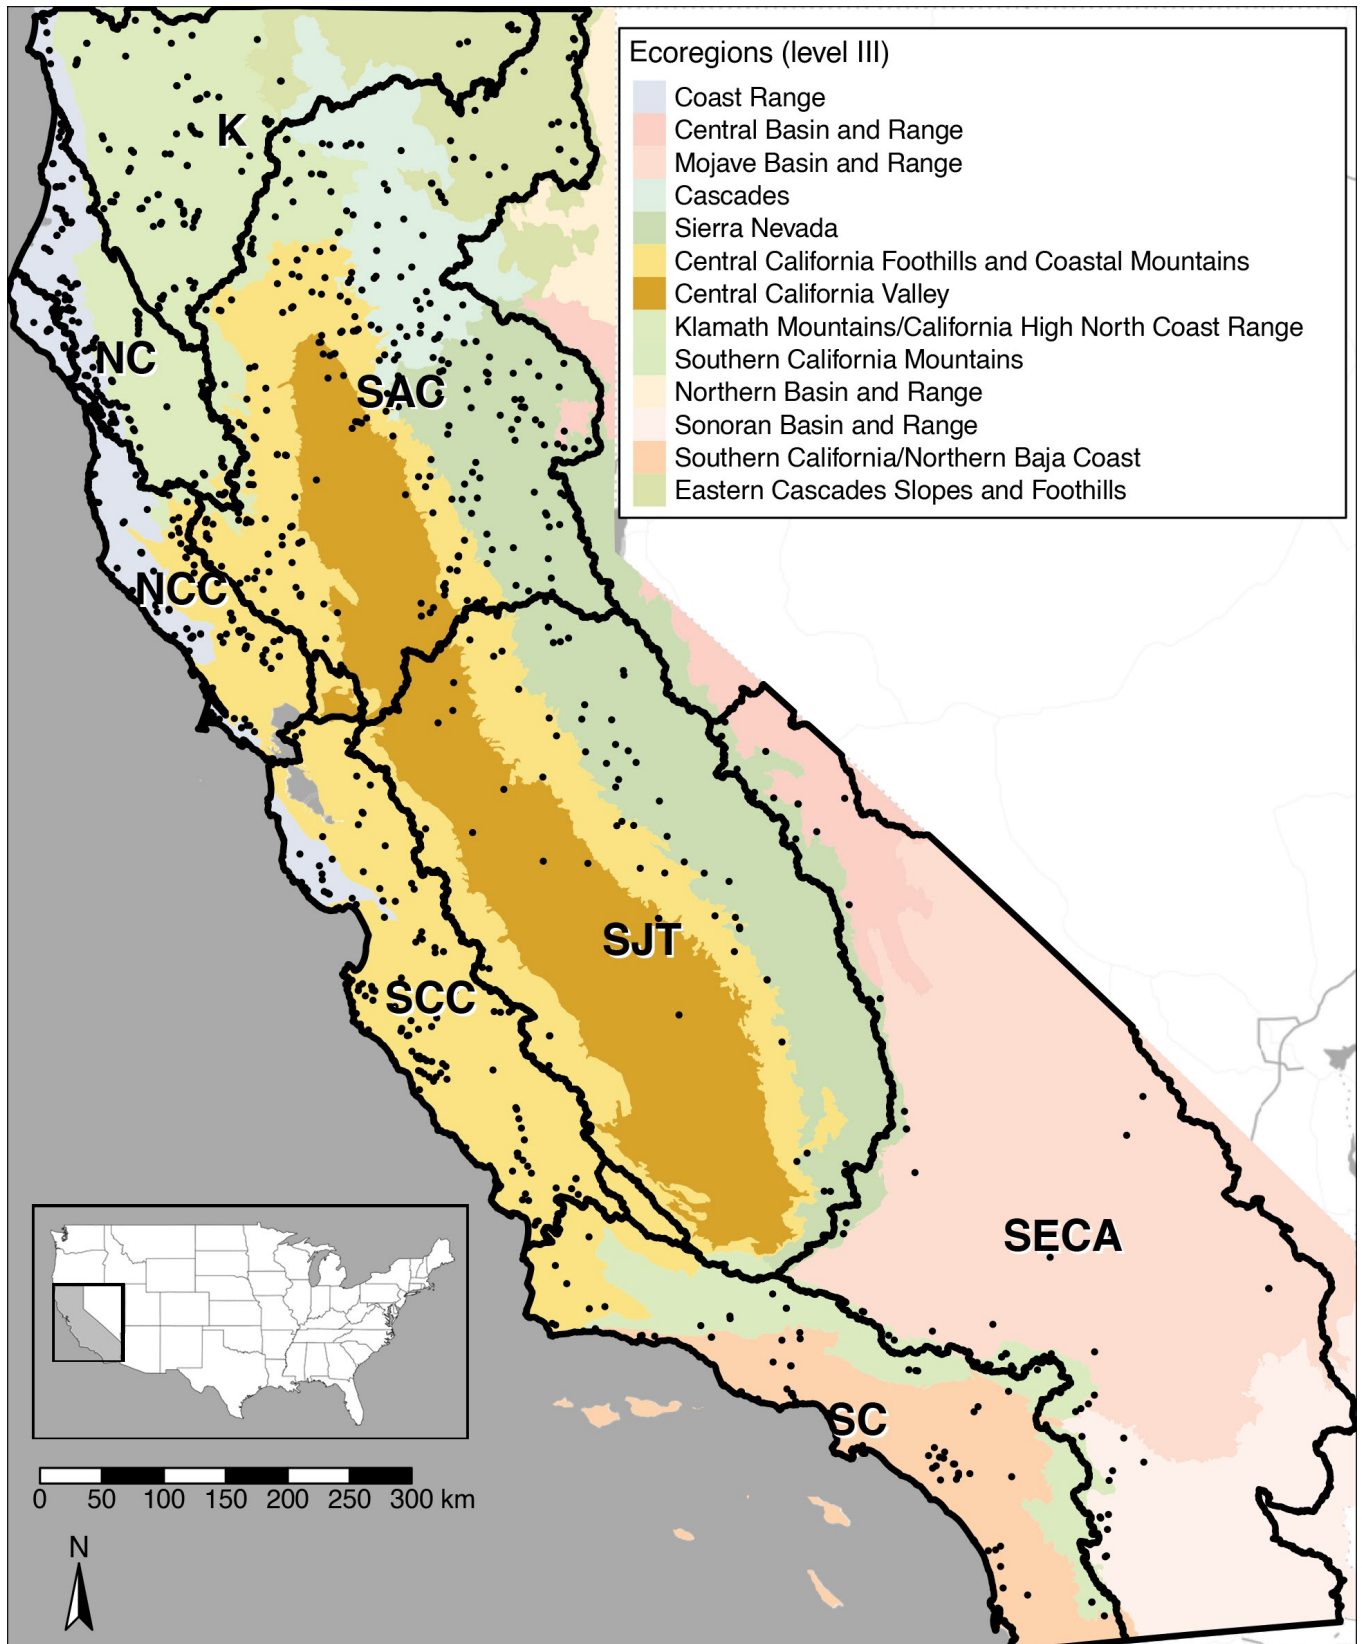 Ecoregions (level III)
Coast Range
Central Basin and Range
Mojave Basin and Range
Cascades
Sierra Nevada
Central California Foothills and Coastal Mountains
Central California Valley
Klamath Mountains/California High North Coast Range
Southern California Mountains
Northern Basin and Range
Sonoran Basin and Range
Southern California/Northern Baja Coast
Eastern Cascades Slopes and Foothills
K
NC
SAC
NCC
SJT
SCC
SECA
SC
0 50 100 150 200 250 300 km
N